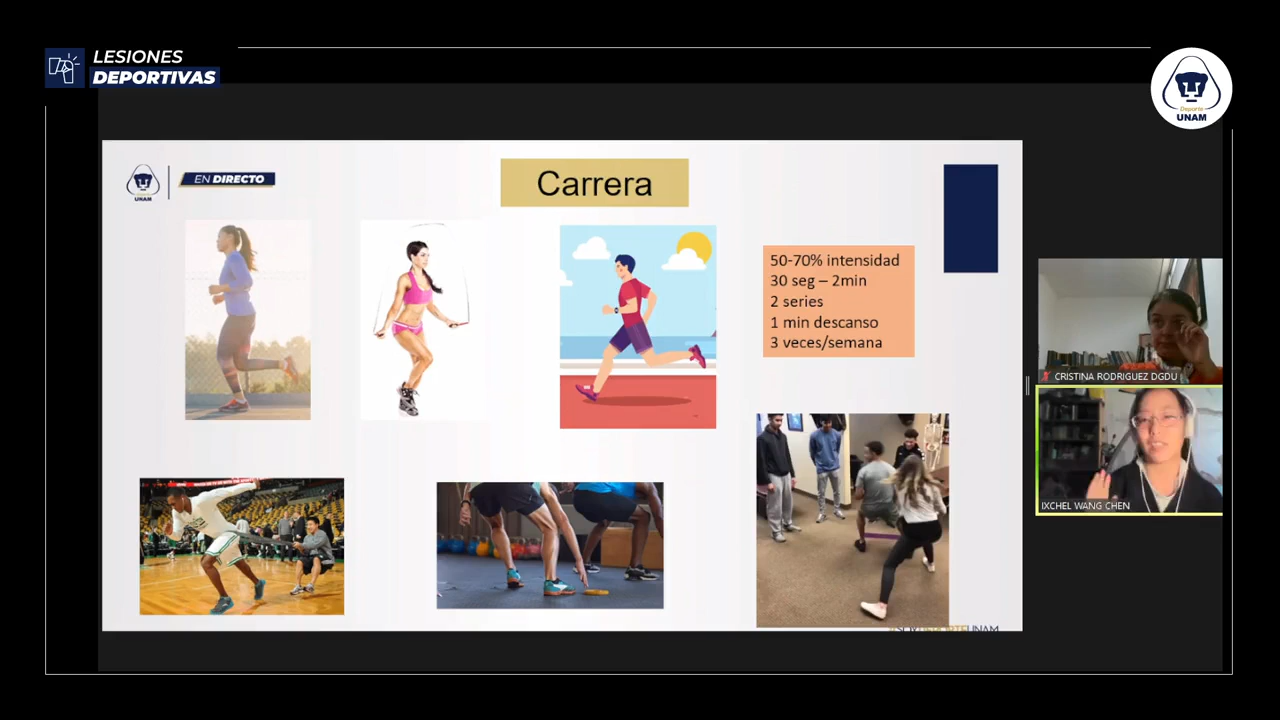 LESIONES
DEPORTIVAS
Deporte
UNAM
UNAM
EN DIRECTO
Carrera
50-70% intensidad
30 seg – 2min
2 series
1 min descanso
3 veces/semana
CRISTINA RODRIGUEZ DGDU
IXCHEL WANG CHEN
#SOYDEPORTEUNAM